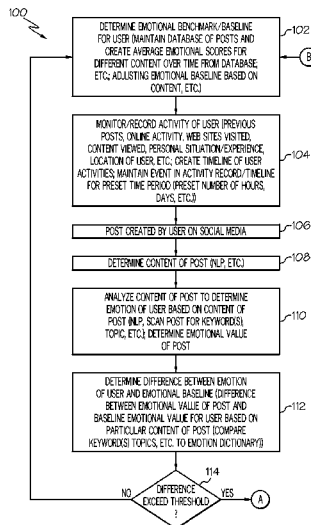 100
DETERMINE EMOTIONAL BENCHMARK/BASELINE
FOR USER (MAINTAIN DATABASE OF POSTS AND
CREATE AVERAGE EMOTIONAL SCORES FOR
DIFFERENT CONTENT OVER TIME FROM DATABASE,
ETC.; ADJUSTING EMOTIONAL BASELINE BASED ON
CONTENT, ETC.)
102
B
MONITOR/RECORD ACTIVITY OF USER (PREVIOUS
POSTS, ONLINE ACTIVITY, WEB SITES VISITED,
CONTENT VIEWED, PERSONAL SITUATION/EXPERIENCE,
LOCATION OF USER, ETC.; CREATE TIMELINE OF USER
ACTIVITIES; MAINTAIN EVENT IN ACTIVITY RECORD/TIMELINE
FOR PRESET TIME PERIOD (PRESET NUMBER OF HOURS,
DAYS, ETC.))
104
POST CREATED BY USER ON SOCIAL MEDIA
106
DETERMINE CONTENT OF POST (NLP, ETC.)
108
ANALYZE CONTENT OF POST TO DETERMINE
EMOTION OF USER BASED ON CONTENT OF
POST (NLP, SCAN POST FOR KEYWORD(S);
TOPIC, ETC.); DETERMINE EMOTIONAL VALUE
OF POST
110
DETERMINE DIFFERENCE BETWEEN EMOTION
OF USER AND EMOTIONAL BASELINE (DIFFERENCE
BETWEEN EMOTIONAL VALUE OF POST AND
BASELINE EMOTIONAL VALUE FOR USER BASED ON
PARTICULAR CONTENT OF POST (COMPARE
KEYWORD(S) TOPICS, ETC. TO EMOTION DICTIONARY))
112
114
NO
DIFFERENCE
EXCEED THRESHOLD
?
YES
A